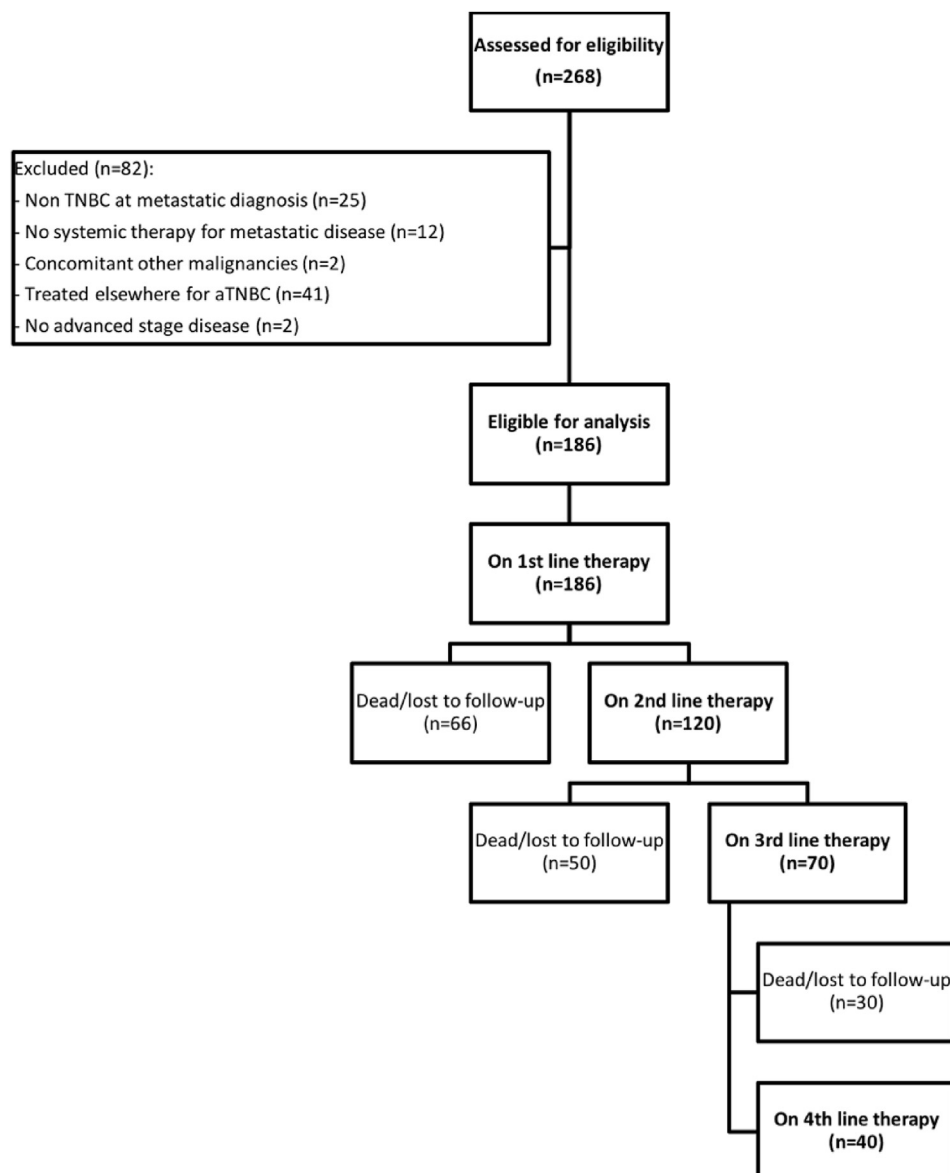 Assessed for eligibility
(n=268)
Excluded (n=82):
- Non TNBC at metastatic diagnosis (n=25)
- No systemic therapy for metastatic disease (n=12)
- Concomitant other malignancies (n=2)
- Treated elsewhere for aTNBC (n=41)
- No advanced stage disease (n=2)
Eligible for analysis
(n=186)
On 1st line therapy
(n=186)
Dead/lost to follow-up
(n=66)
On 2nd line therapy
(n=120)
Dead/lost to follow-up
(n=50)
On 3rd line therapy
(n=70)
Dead/lost to follow-up
(n=30)
On 4th line therapy
(n=40)